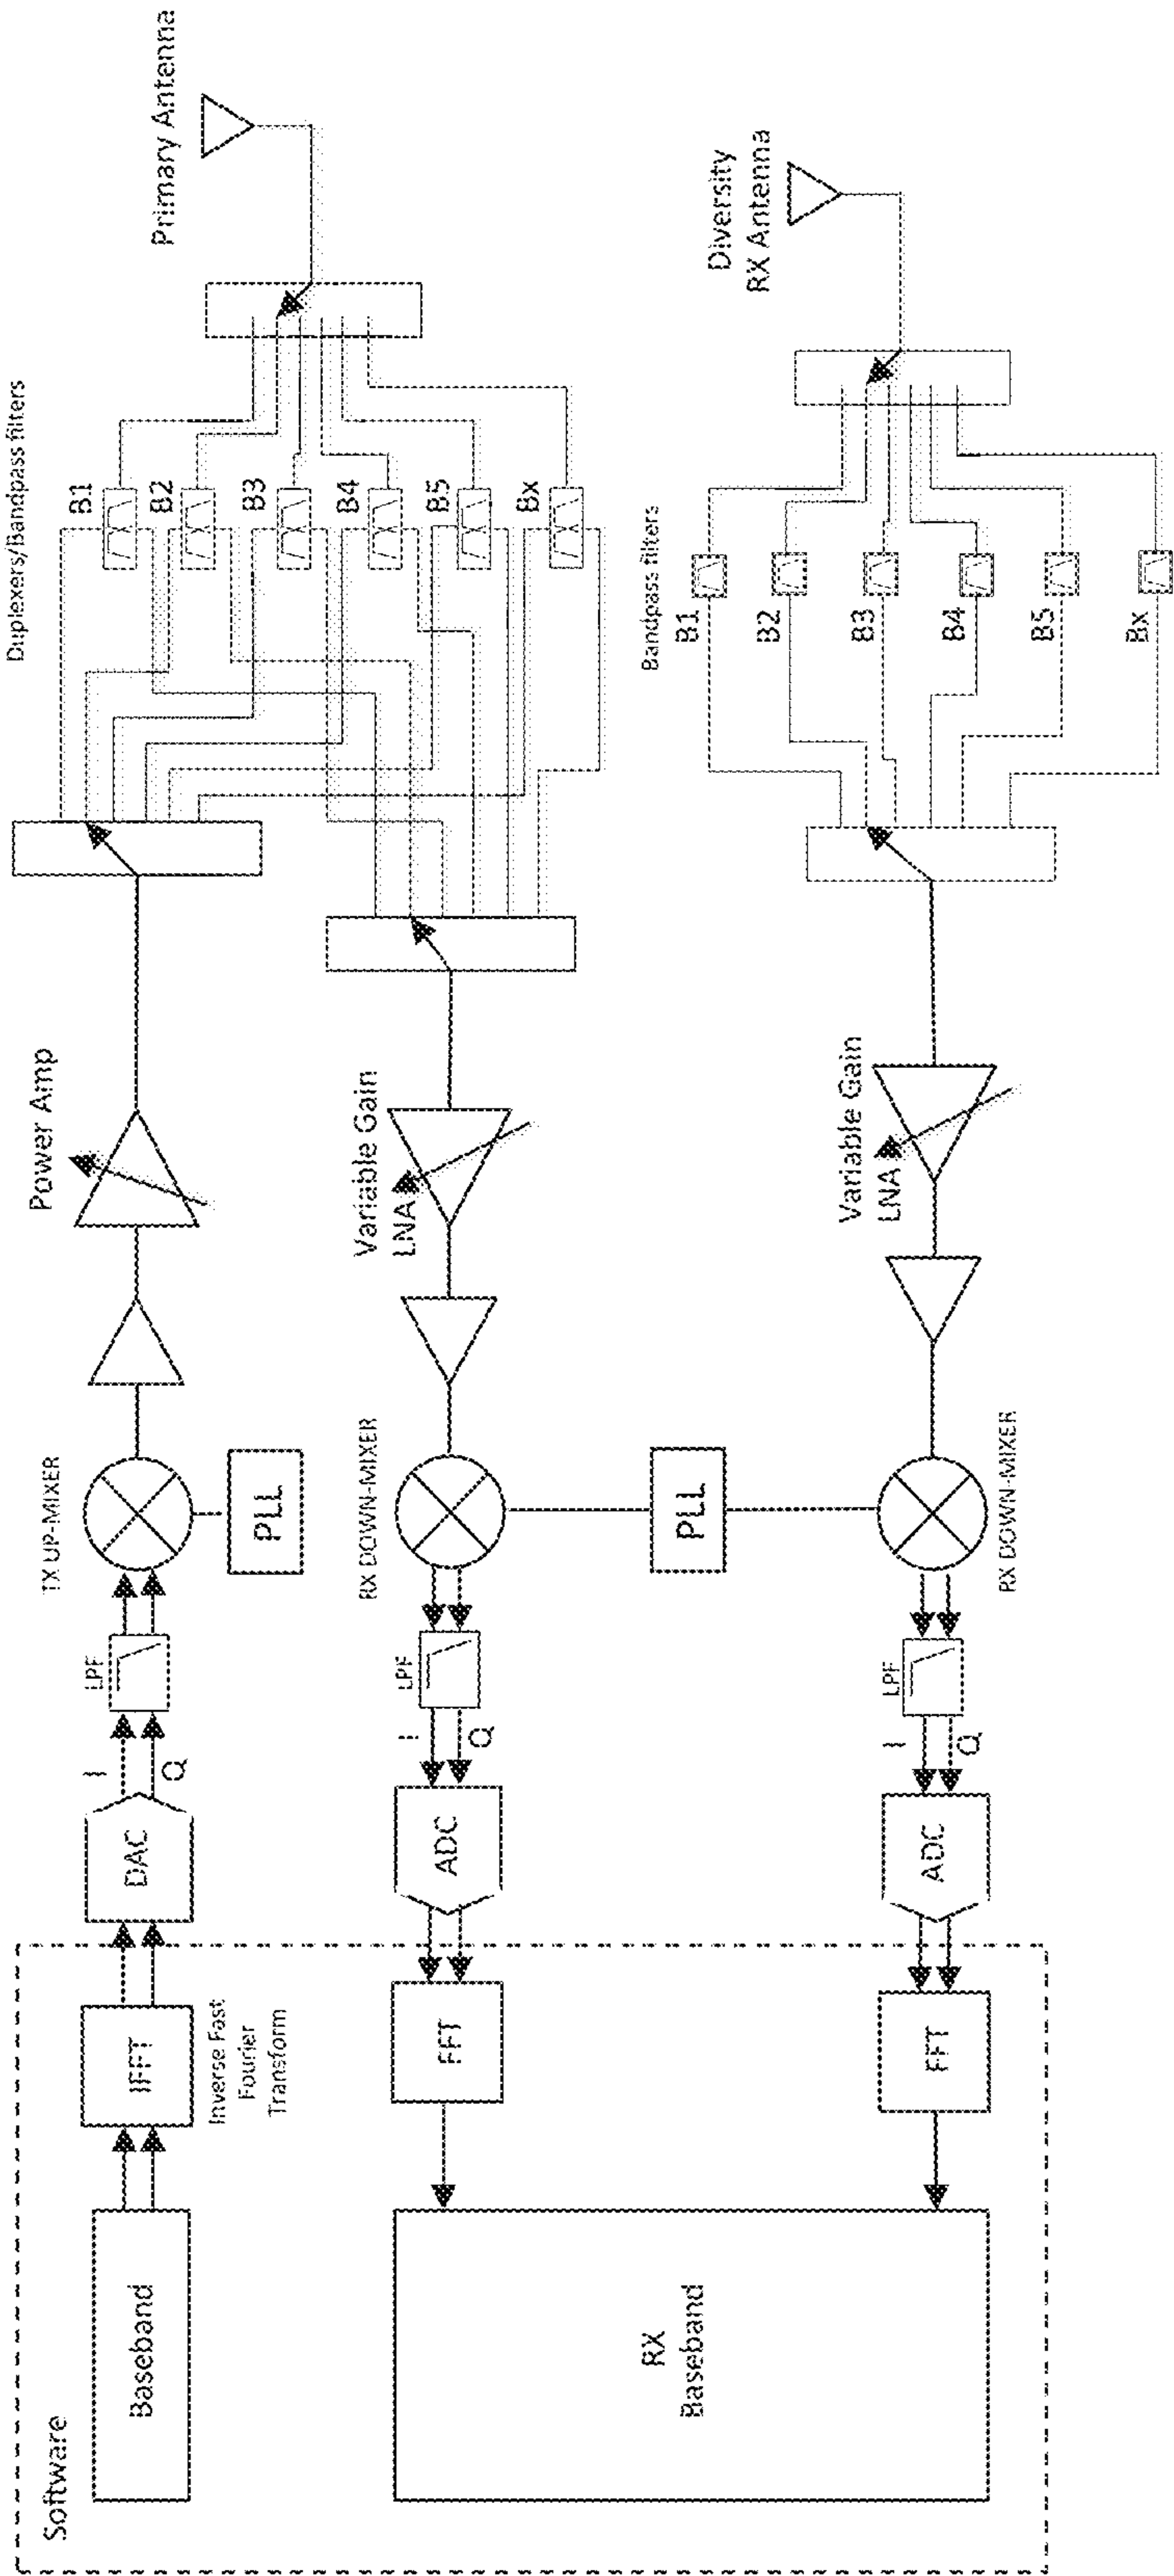 Software
Baseband
IFFT
Inverse Fast
Fourier
Transform
DAC
I
Q
LPF
TX UP-MIXER
PLL
Power Amp
Duplexers/Bandpass filters
B1
B2
B3
B4
B5
Bx
Primary Antenna
RX
Baseband
FFT
ADC
I
Q
LPF
RX DOWN-MIXER
Variable Gain
LNA
PLL
FFT
ADC
I
Q
LPF
RX DOWN-MIXER
Variable Gain
LNA
Bandpass filters
B1
B2
B3
B4
B5
Bx
Diversity
RX Antenna